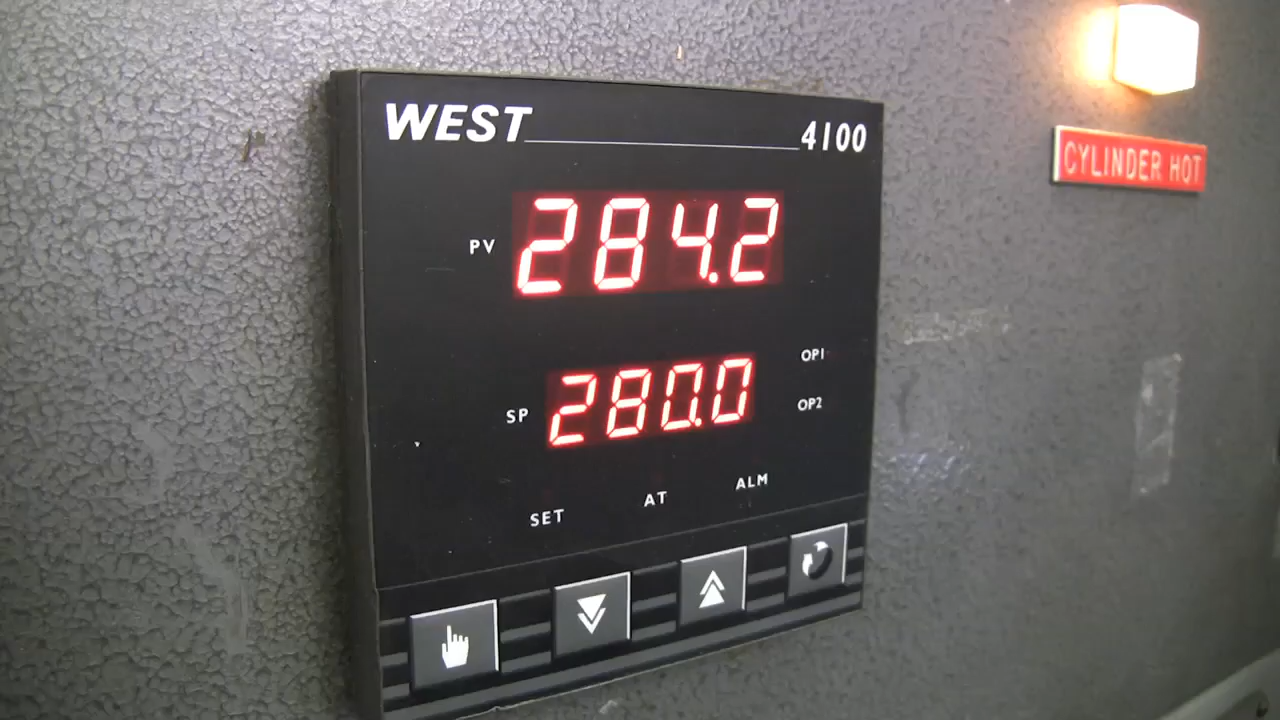 WEST 4100
CYLINDER HOT
PV 284.2
OP1
SP 280.0
OP2
SET AT ALM